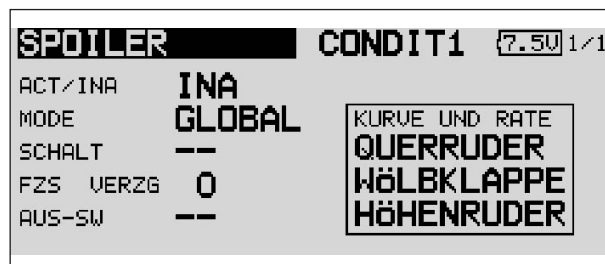 SPOILER CONDIT1 7.5V 1/1
ACT/INA INA
MODE GLOBAL
SCHALT --
FZS VERZG 0
AUS-SW --
KURVE UND RATE
QUERRUDER
WöLBKLAPPE
HöHENRUDER